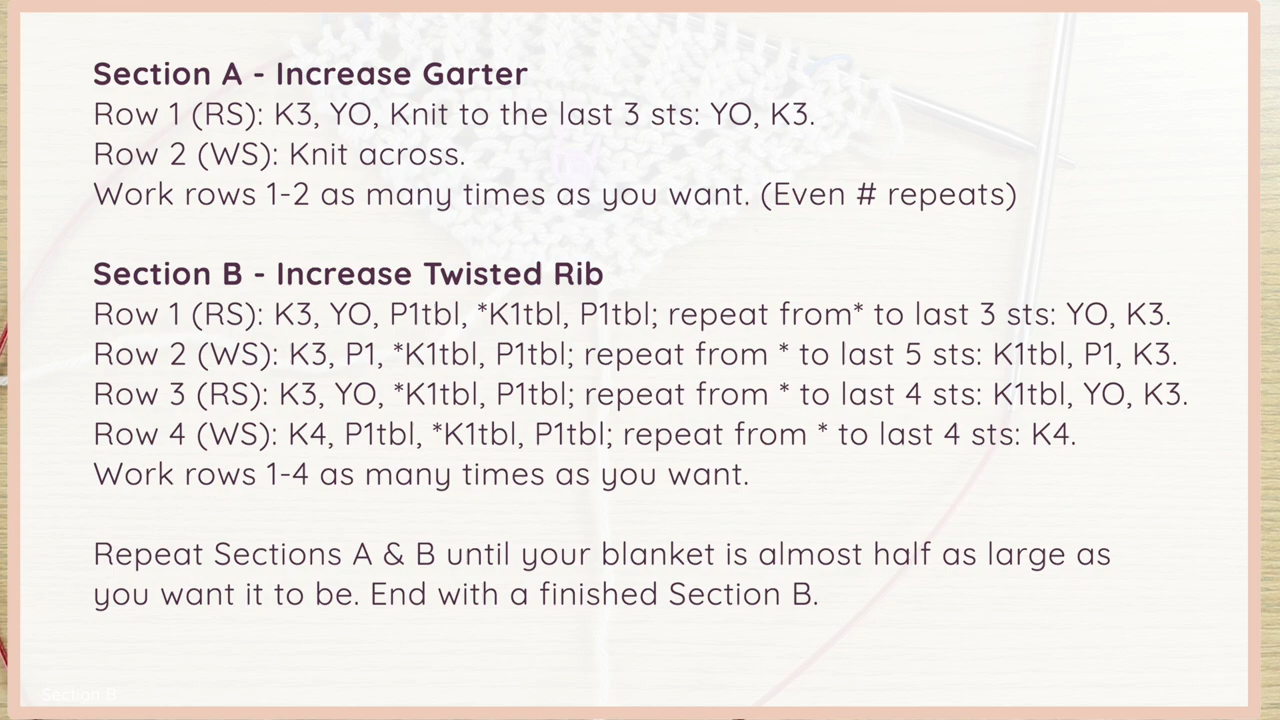 Section A - Increase Garter
Row 1 (RS): K3, YO, Knit to the last 3 sts: YO, K3.
Row 2 (WS): Knit across.
Work rows 1-2 as many times as you want. (Even # repeats)
Section B - Increase Twisted Rib
Row 1 (RS): K3, YO, P1tbl, *K1tbl, P1tbl; repeat from* to last 3 sts: YO, K3.
Row 2 (WS): K3, P1, *K1tbl, P1tbl; repeat from * to last 5 sts: K1tbl, P1, K3.
Row 3 (RS): K3, YO, *K1tbl, P1tbl; repeat from * to last 4 sts: K1tbl, YO, K3.
Row 4 (WS): K4, P1tbl, *K1tbl, P1tbl; repeat from * to last 4 sts: K4.
Work rows 1-4 as many times as you want.
Repeat Sections A & B until your blanket is almost half as large as
you want it to be. End with a finished Section B.
Section B